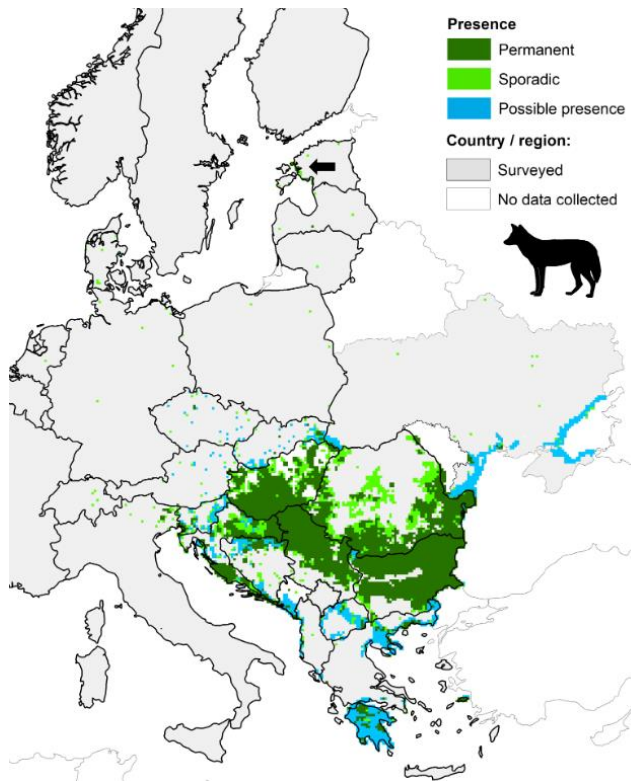 Presence
Permanent
Sporadic
Possible presence
Country / region:
Surveyed
No data collected